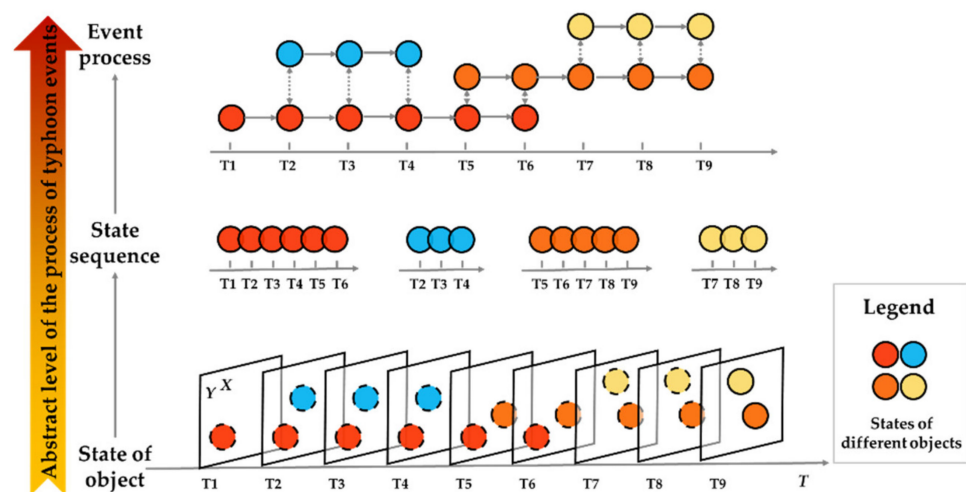 Abstract level of the process of typhoon events
Event
process
T1 T2 T3 T4 T5 T6 T7 T8 T9
State
sequence
T1 T2 T3 T4 T5 T6
T2 T3 T4
T5 T6 T7 T8 T9
T7 T8 T9
Y X
State of
object
T1 T2 T3 T4 T5 T6 T7 T8 T9 T
Legend
States of
different objects